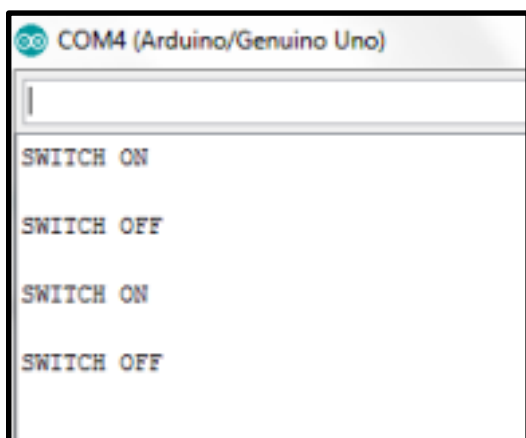 COM4 (Arduino/Genuino Uno)
SWITCH ON
SWITCH OFF
SWITCH ON
SWITCH OFF